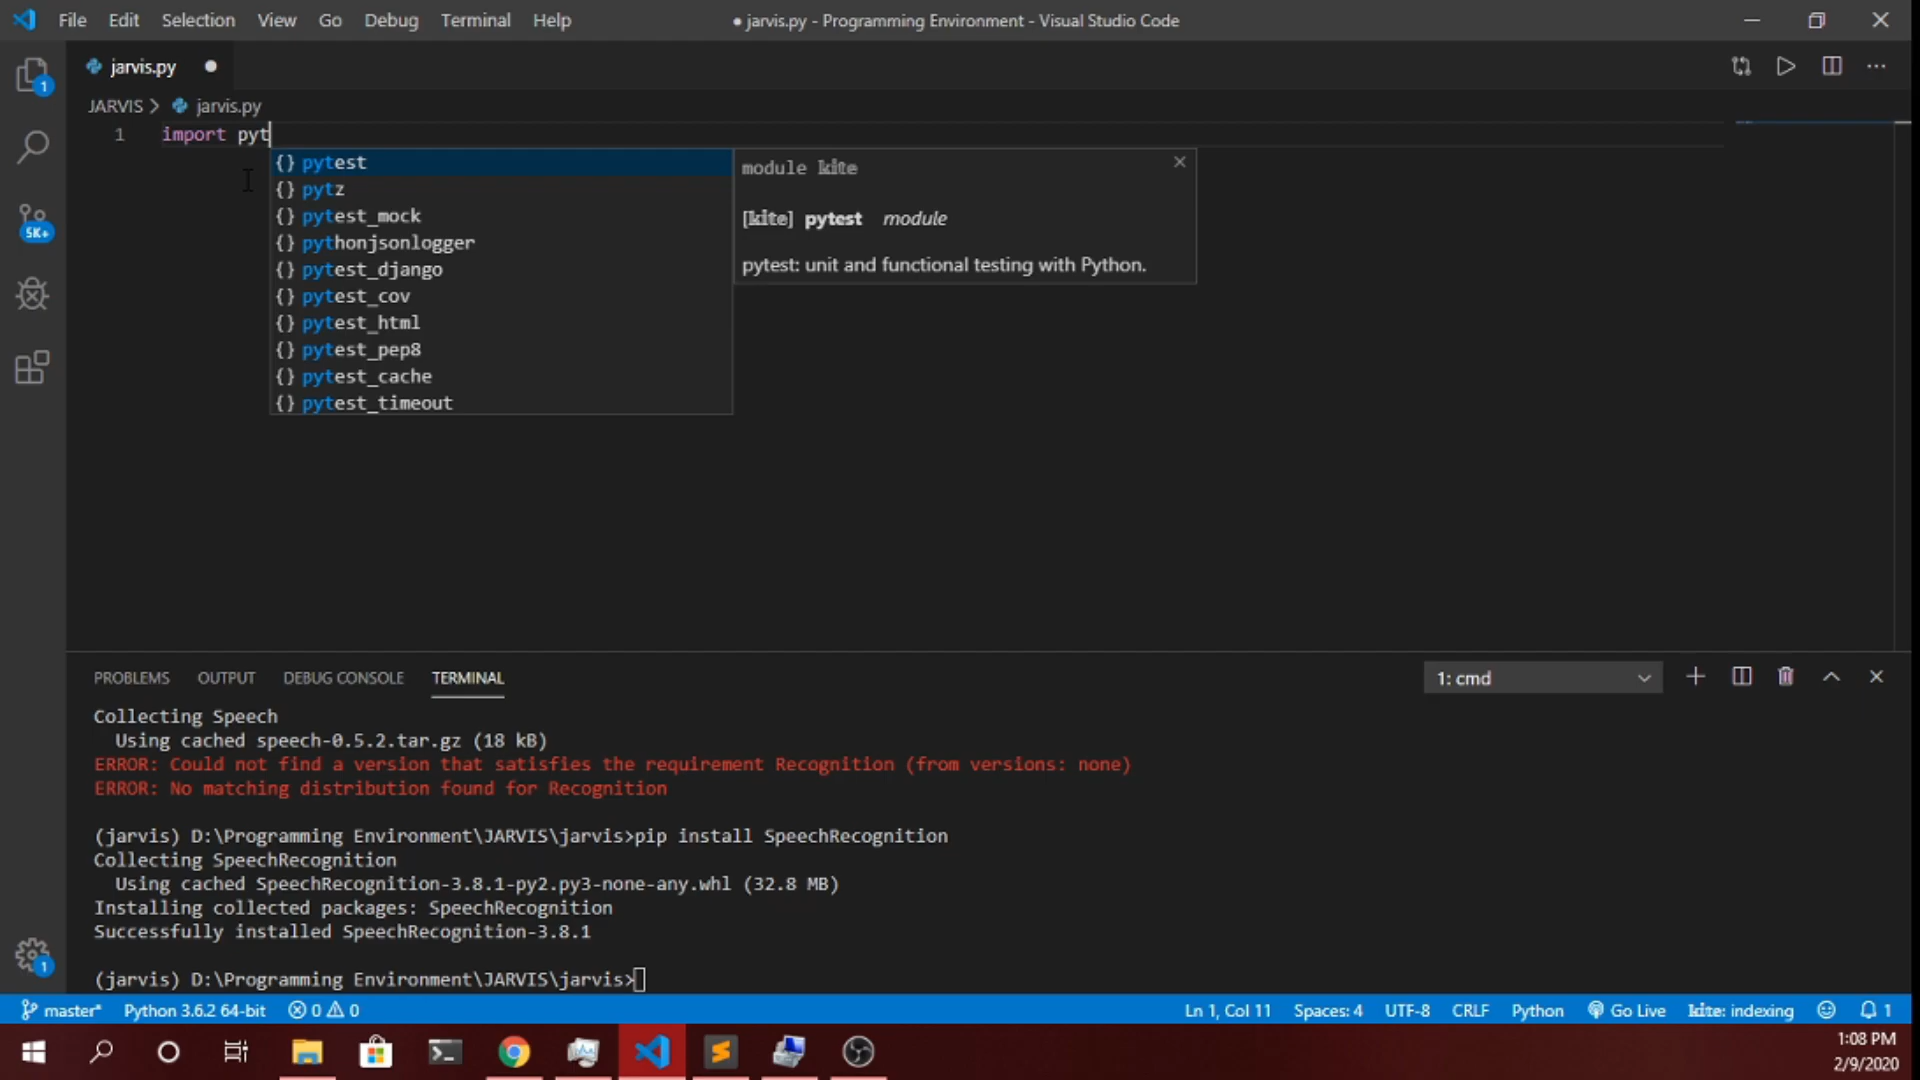 File Edit Selection View Go Debug Terminal Help
● jarvis.py - Programming Environment - Visual Studio Code
jarvis.py
JARVIS > jarvis.py
1 import pyt
{} pytest
{} pytz
{} pytest_mock
{} pythonjsonlogger
{} pytest_django
{} pytest_cov
{} pytest_html
{} pytest_pep8
{} pytest_cache
{} pytest_timeout
module kite
[kite] pytest module
pytest: unit and functional testing with Python.
1
5K+
1
PROBLEMS OUTPUT DEBUG CONSOLE TERMINAL
1: cmd
Collecting Speech
Using cached speech-0.5.2.tar.gz (18 kB)
ERROR: Could not find a version that satisfies the requirement Recognition (from versions: none)
ERROR: No matching distribution found for Recognition
(jarvis) D:\Programming Environment\JARVIS\jarvis>pip install SpeechRecognition
Collecting SpeechRecognition
Using cached SpeechRecognition-3.8.1-py2.py3-none-any.whl (32.8 MB)
Installing collected packages: SpeechRecognition
Successfully installed SpeechRecognition-3.8.1
(jarvis) D:\Programming Environment\JARVIS\jarvis>
master* Python 3.6.2 64-bit 0 0 Ln 1, Col 11 Spaces: 4 UTF-8 CRLF Python Go Live kite: indexing 1
1:08 PM
2/9/2020